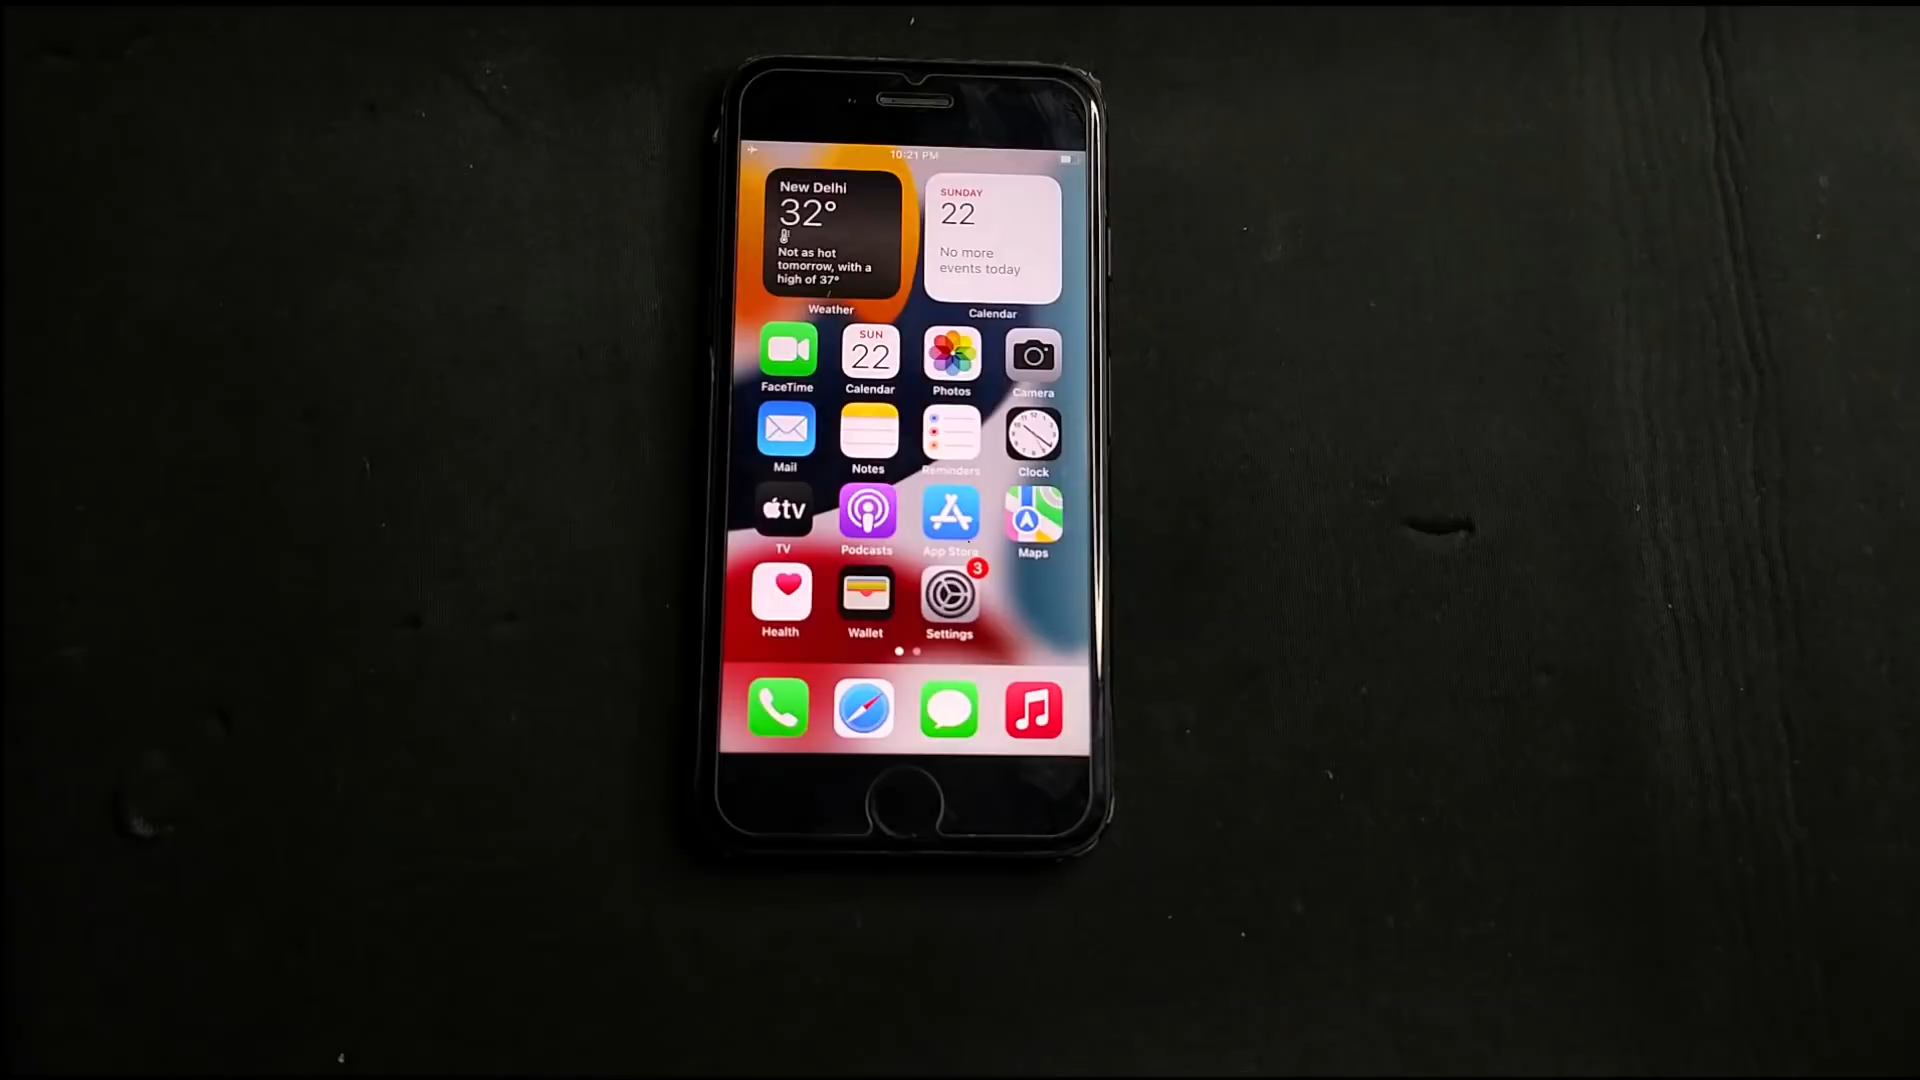 10:21 PM
New Delhi
32°
Not as hot
tomorrow, with a
high of 37°
Weather
SUNDAY
22
No more
events today
Calendar
FaceTime
SUN
22
Calendar
Photos
Camera
Mail
Notes
Reminders
Clock
tv
TV
Podcasts
App Store
Maps
Health
Wallet
3
Settings